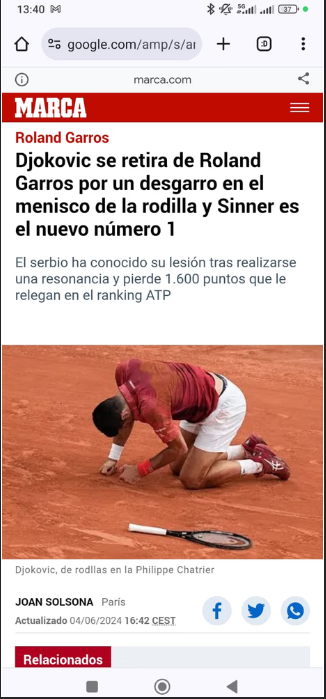 13:40
5G 37
google.com/amp/s/a
marca.com
MARCA
Roland Garros
Djokovic se retira de Roland
Garros por un desgarro en el
menisco de la rodilla y Sinner es
el nuevo número 1
El serbio ha conocido su lesión tras realizarse
una resonancia y pierde 1.600 puntos que le
relegan en el ranking ATP
Djokovic, de rodllas en la Philippe Chatrier
JOAN SOLSONA París
Actualizado 04/06/2024 16:42 CEST
Relacionados